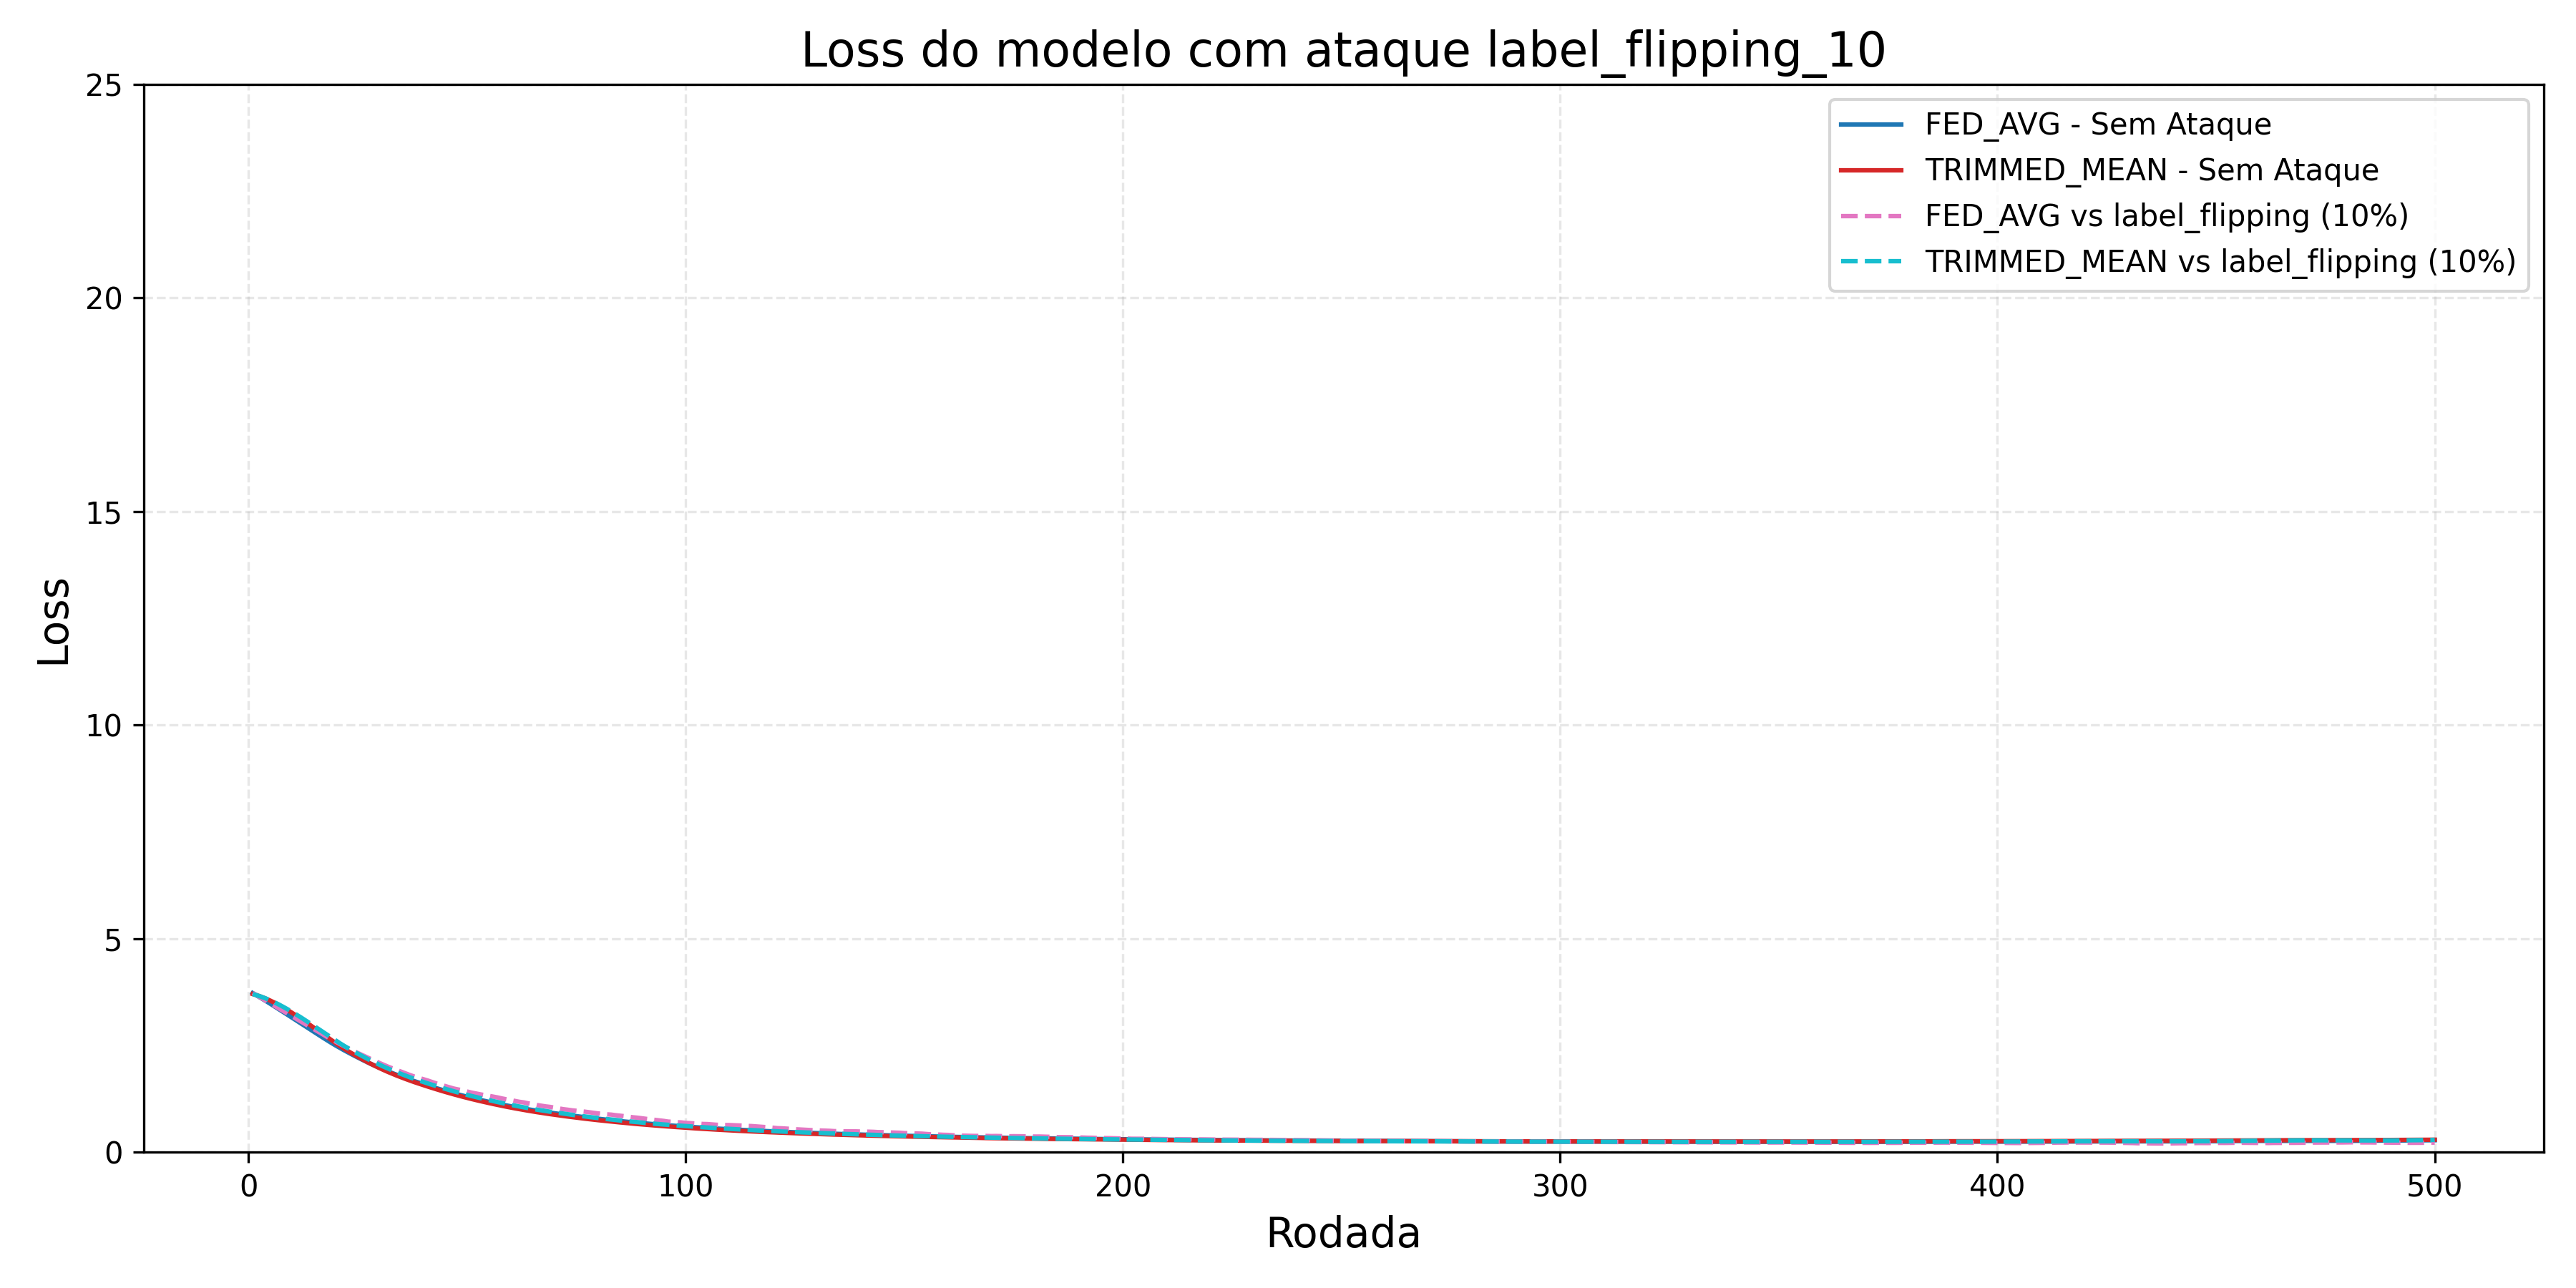 Loss do modelo com ataque label_flipping_10
25
20
15
10
5
0
Loss
FED_AVG - Sem Ataque
TRIMMED_MEAN - Sem Ataque
FED_AVG vs label_flipping (10%)
TRIMMED_MEAN vs label_flipping (10%)
0 100 200 300 400 500
Rodada